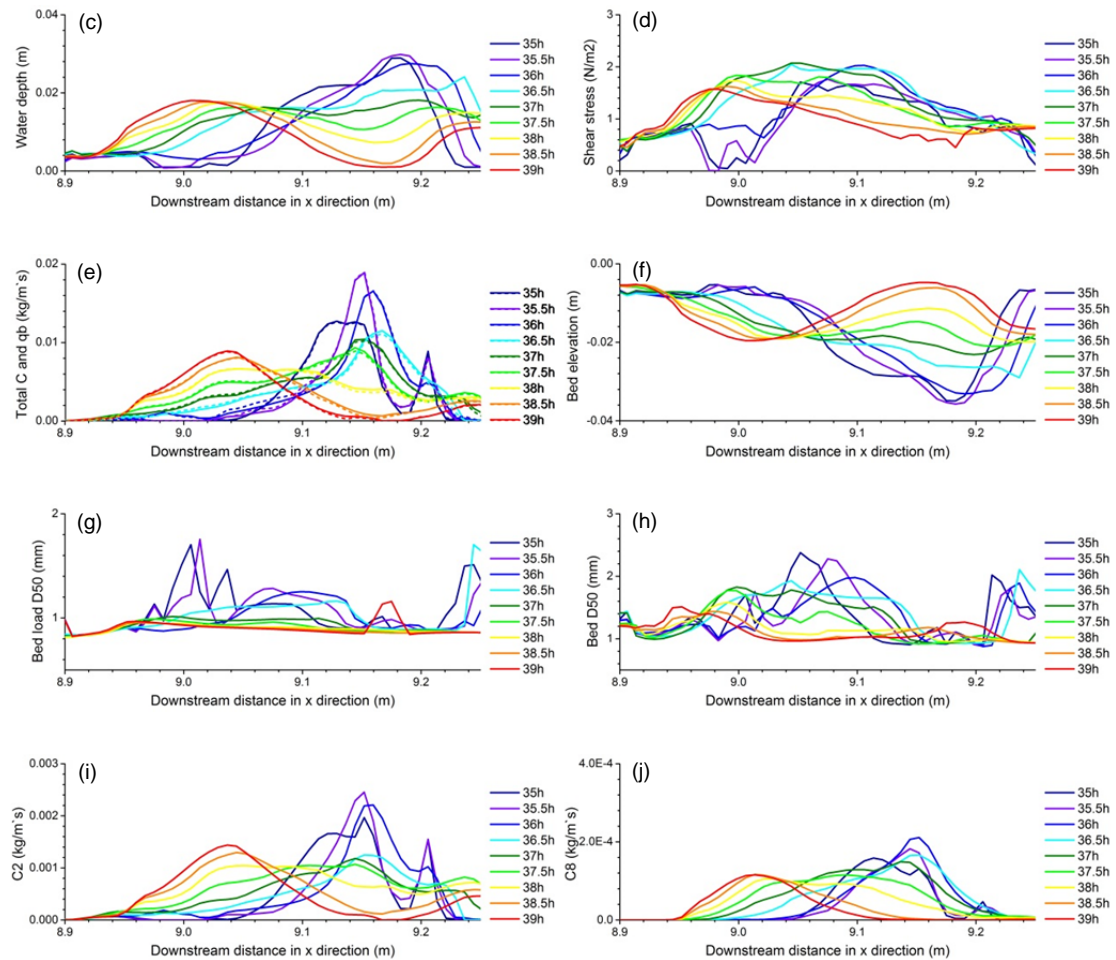 (c)
Water depth (m)
0.04
0.02
0.00
8.9 9.0 9.1 9.2
Downstream distance in x direction (m)
35h
35.5h
36h
36.5h
37h
37.5h
38h
38.5h
39h
(d)
Shear stress (N/m2)
3
2
1
0
8.9 9.0 9.1 9.2
Downstream distance in x direction (m)
35h
35.5h
36h
36.5h
37h
37.5h
38h
38.5h
39h
(e)
Total C and qb (kg/m`s)
0.02
0.01
0.00
8.9 9.0 9.1 9.2
Downstream distance in x direction (m)
35h
35.5h
36h
36.5h
37h
37.5h
38h
38.5h
39h
(f)
Bed elevation (m)
0.00
-0.02
-0.04
8.9 9.0 9.1 9.2
Downstream distance in x direction (m)
35h
35.5h
36h
36.5h
37h
37.5h
38h
38.5h
39h
(g)
Bed load D50 (mm)
2
1
8.9 9.0 9.1 9.2
Downstream distance in x direction (m)
35h
35.5h
36h
36.5h
37h
37.5h
38h
38.5h
39h
(h)
Bed D50 (mm)
3
2
1
8.9 9.0 9.1 9.2
Downstream distance in x direction (m)
35h
35.5h
36h
36.5h
37h
37.5h
38h
38.5h
39h
(i)
C2 (kg/m`s)
0.003
0.002
0.001
0.000
8.9 9.0 9.1 9.2
Downstream distance in x direction (m)
35h
35.5h
36h
36.5h
37h
37.5h
38h
38.5h
39h
(j)
C8 (kg/m`s)
4.0E-4
2.0E-4
0.0
8.9 9.0 9.1 9.2
Downstream distance in x direction (m)
35h
35.5h
36h
36.5h
37h
37.5h
38h
38.5h
39h